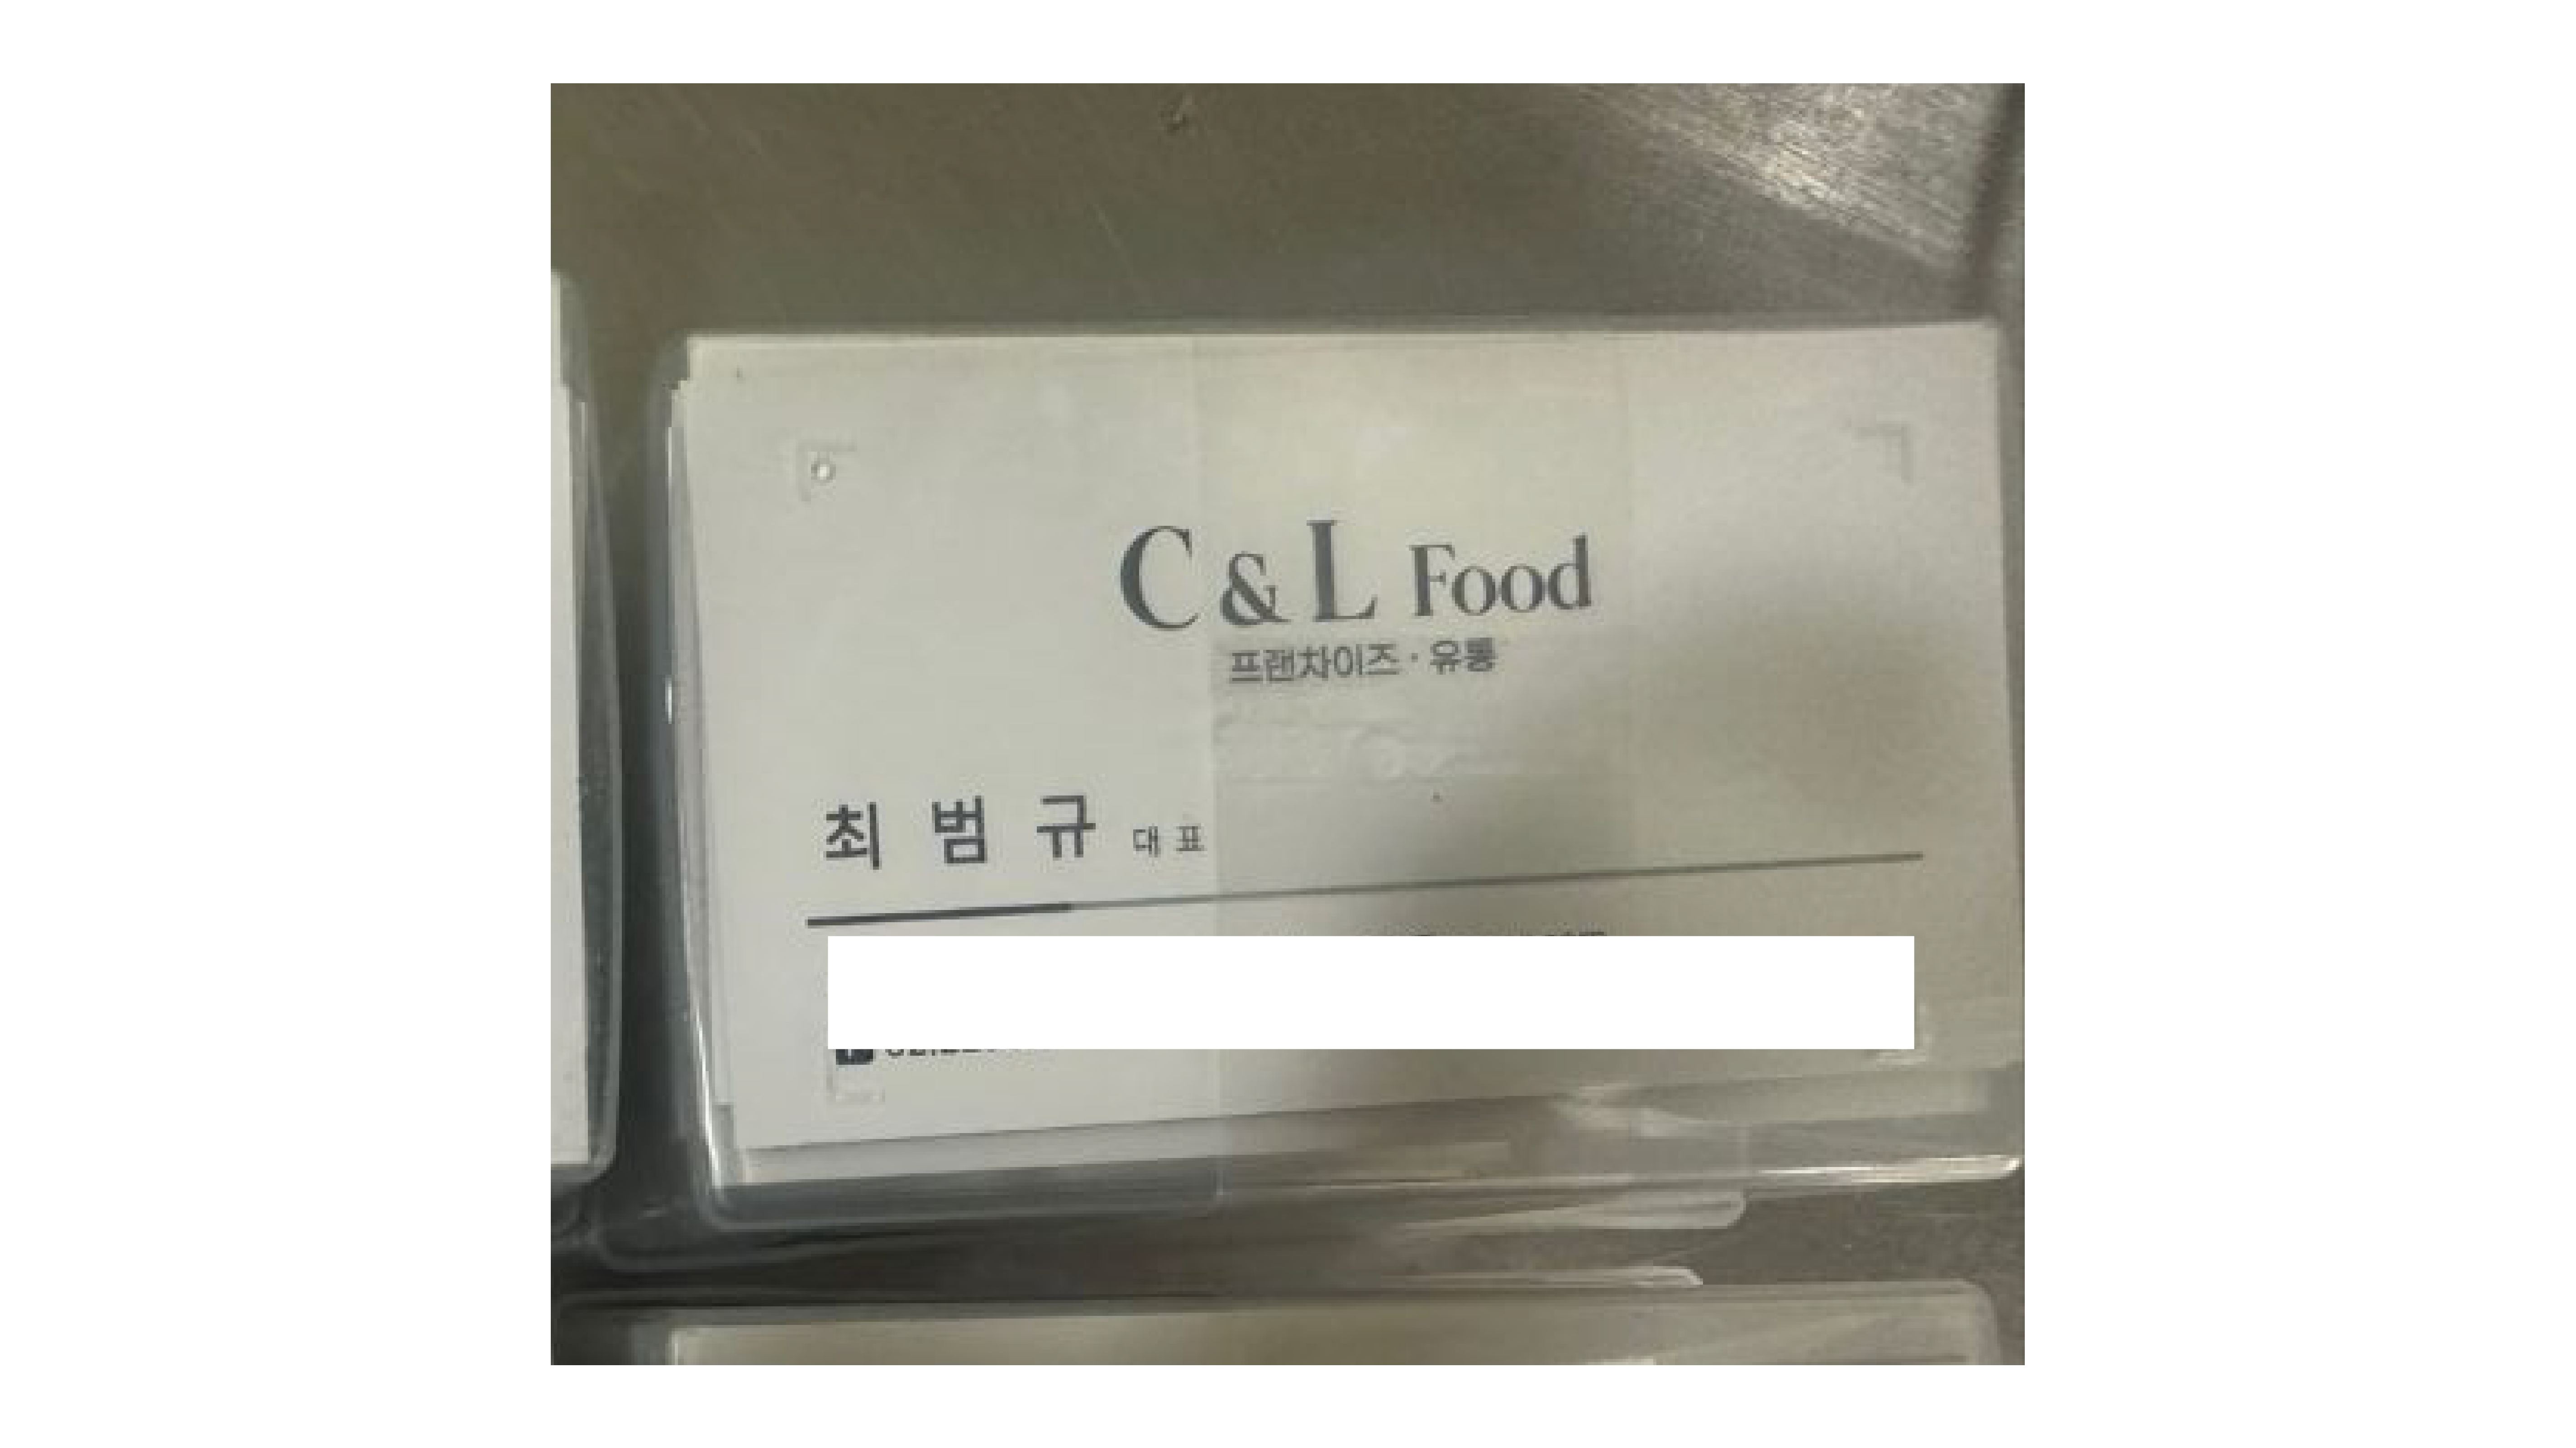 C & L Food
프랜차이즈 · 유통
최 범 규 대 표